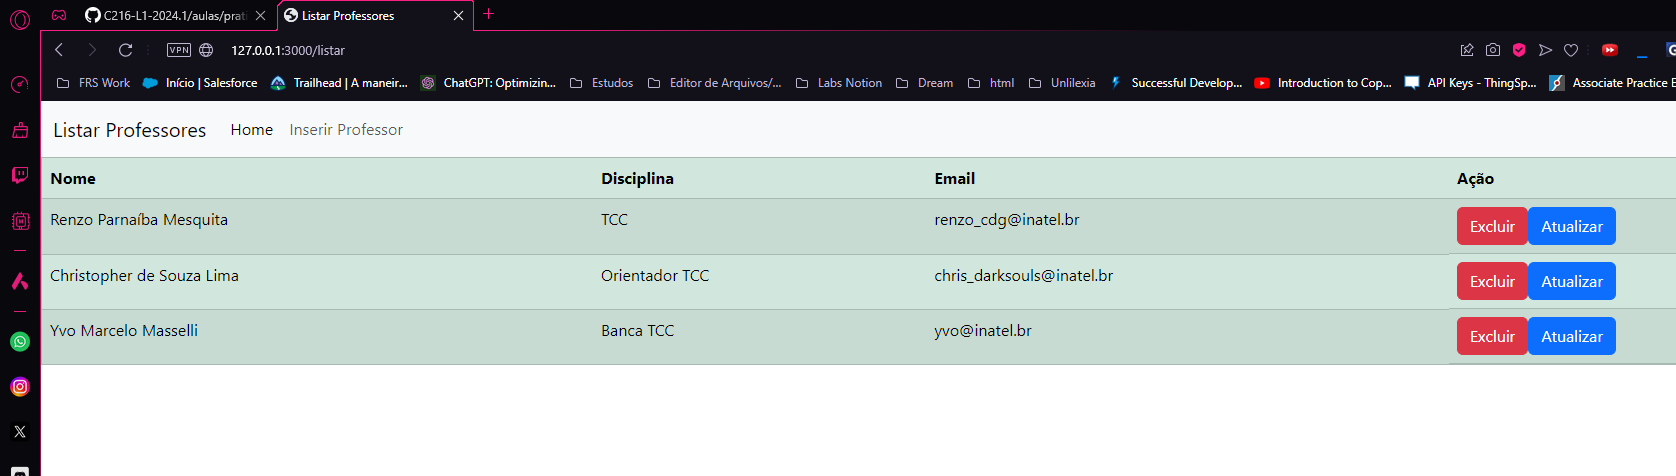 C216-L1-2024.1/aulas/prati
Listar Professores
VPN
127.0.0.1:3000/listar
FRS Work
Início | Salesforce
Trailhead | A maneir...
ChatGPT: Optimizin...
Estudos
Editor de Arquivos/...
Labs Notion
Dream
html
Unilexia
Successful Develop...
Introduction to Cop...
API Keys - ThingSp...
Associate Practice E
Listar Professores Home Inserir Professor
Nome Disciplina Email Ação
Renzo Parnaíba Mesquita TCC renzo_cdg@inatel.br Excluir Atualizar
Christopher de Souza Lima Orientador TCC chris_darksouls@inatel.br Excluir Atualizar
Yvo Marcelo Masselli Banca TCC yvo@inatel.br Excluir Atualizar